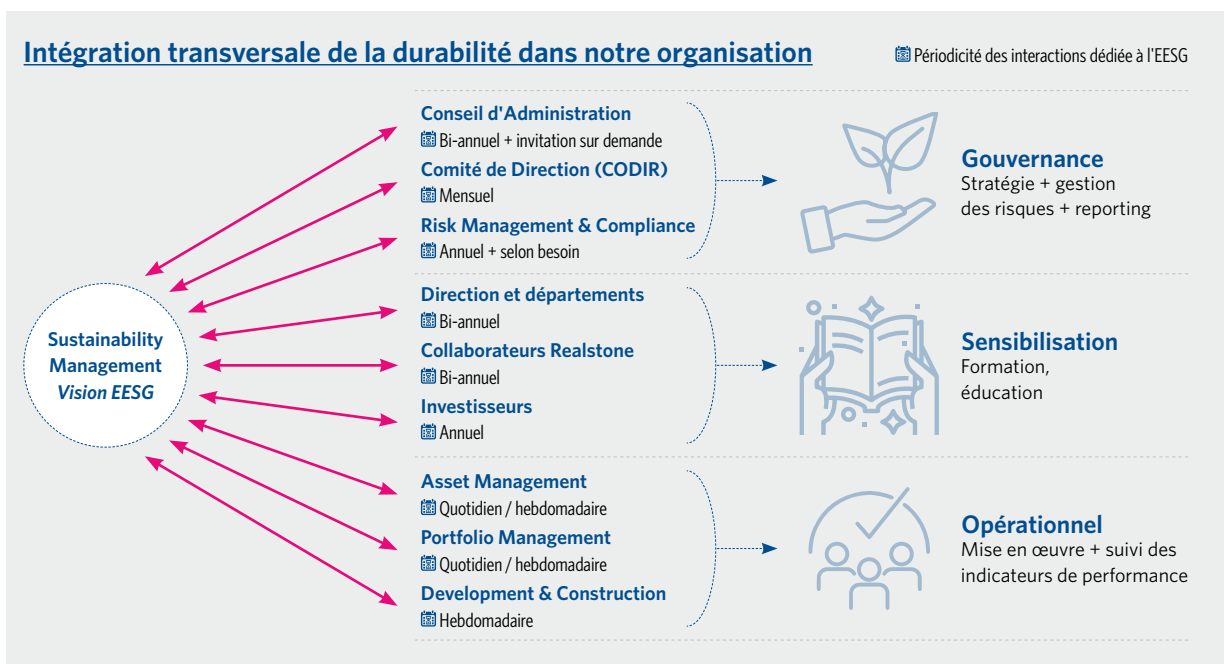 Intégration transversale de la durabilité dans notre organisation
Périodicité des interactions dédiée à l'EESG
Sustainability
Management
Vision EESG
Conseil d'Administration
Bi-annuel + invitation sur demande
Comité de Direction (CODIR)
Mensuel
Risk Management & Compliance
Annuel + selon besoin
Gouvernance
Stratégie + gestion
des risques + reporting
Direction et départements
Bi-annuel
Collaborateurs Realstone
Bi-annuel
Investisseurs
Annuel
Sensibilisation
Formation,
éducation
Asset Management
Quotidien / hebdomadaire
Portfolio Management
Quotidien / hebdomadaire
Development & Construction
Hebdomadaire
Opérationnel
Mise en œuvre + suivi des
indicateurs de performance